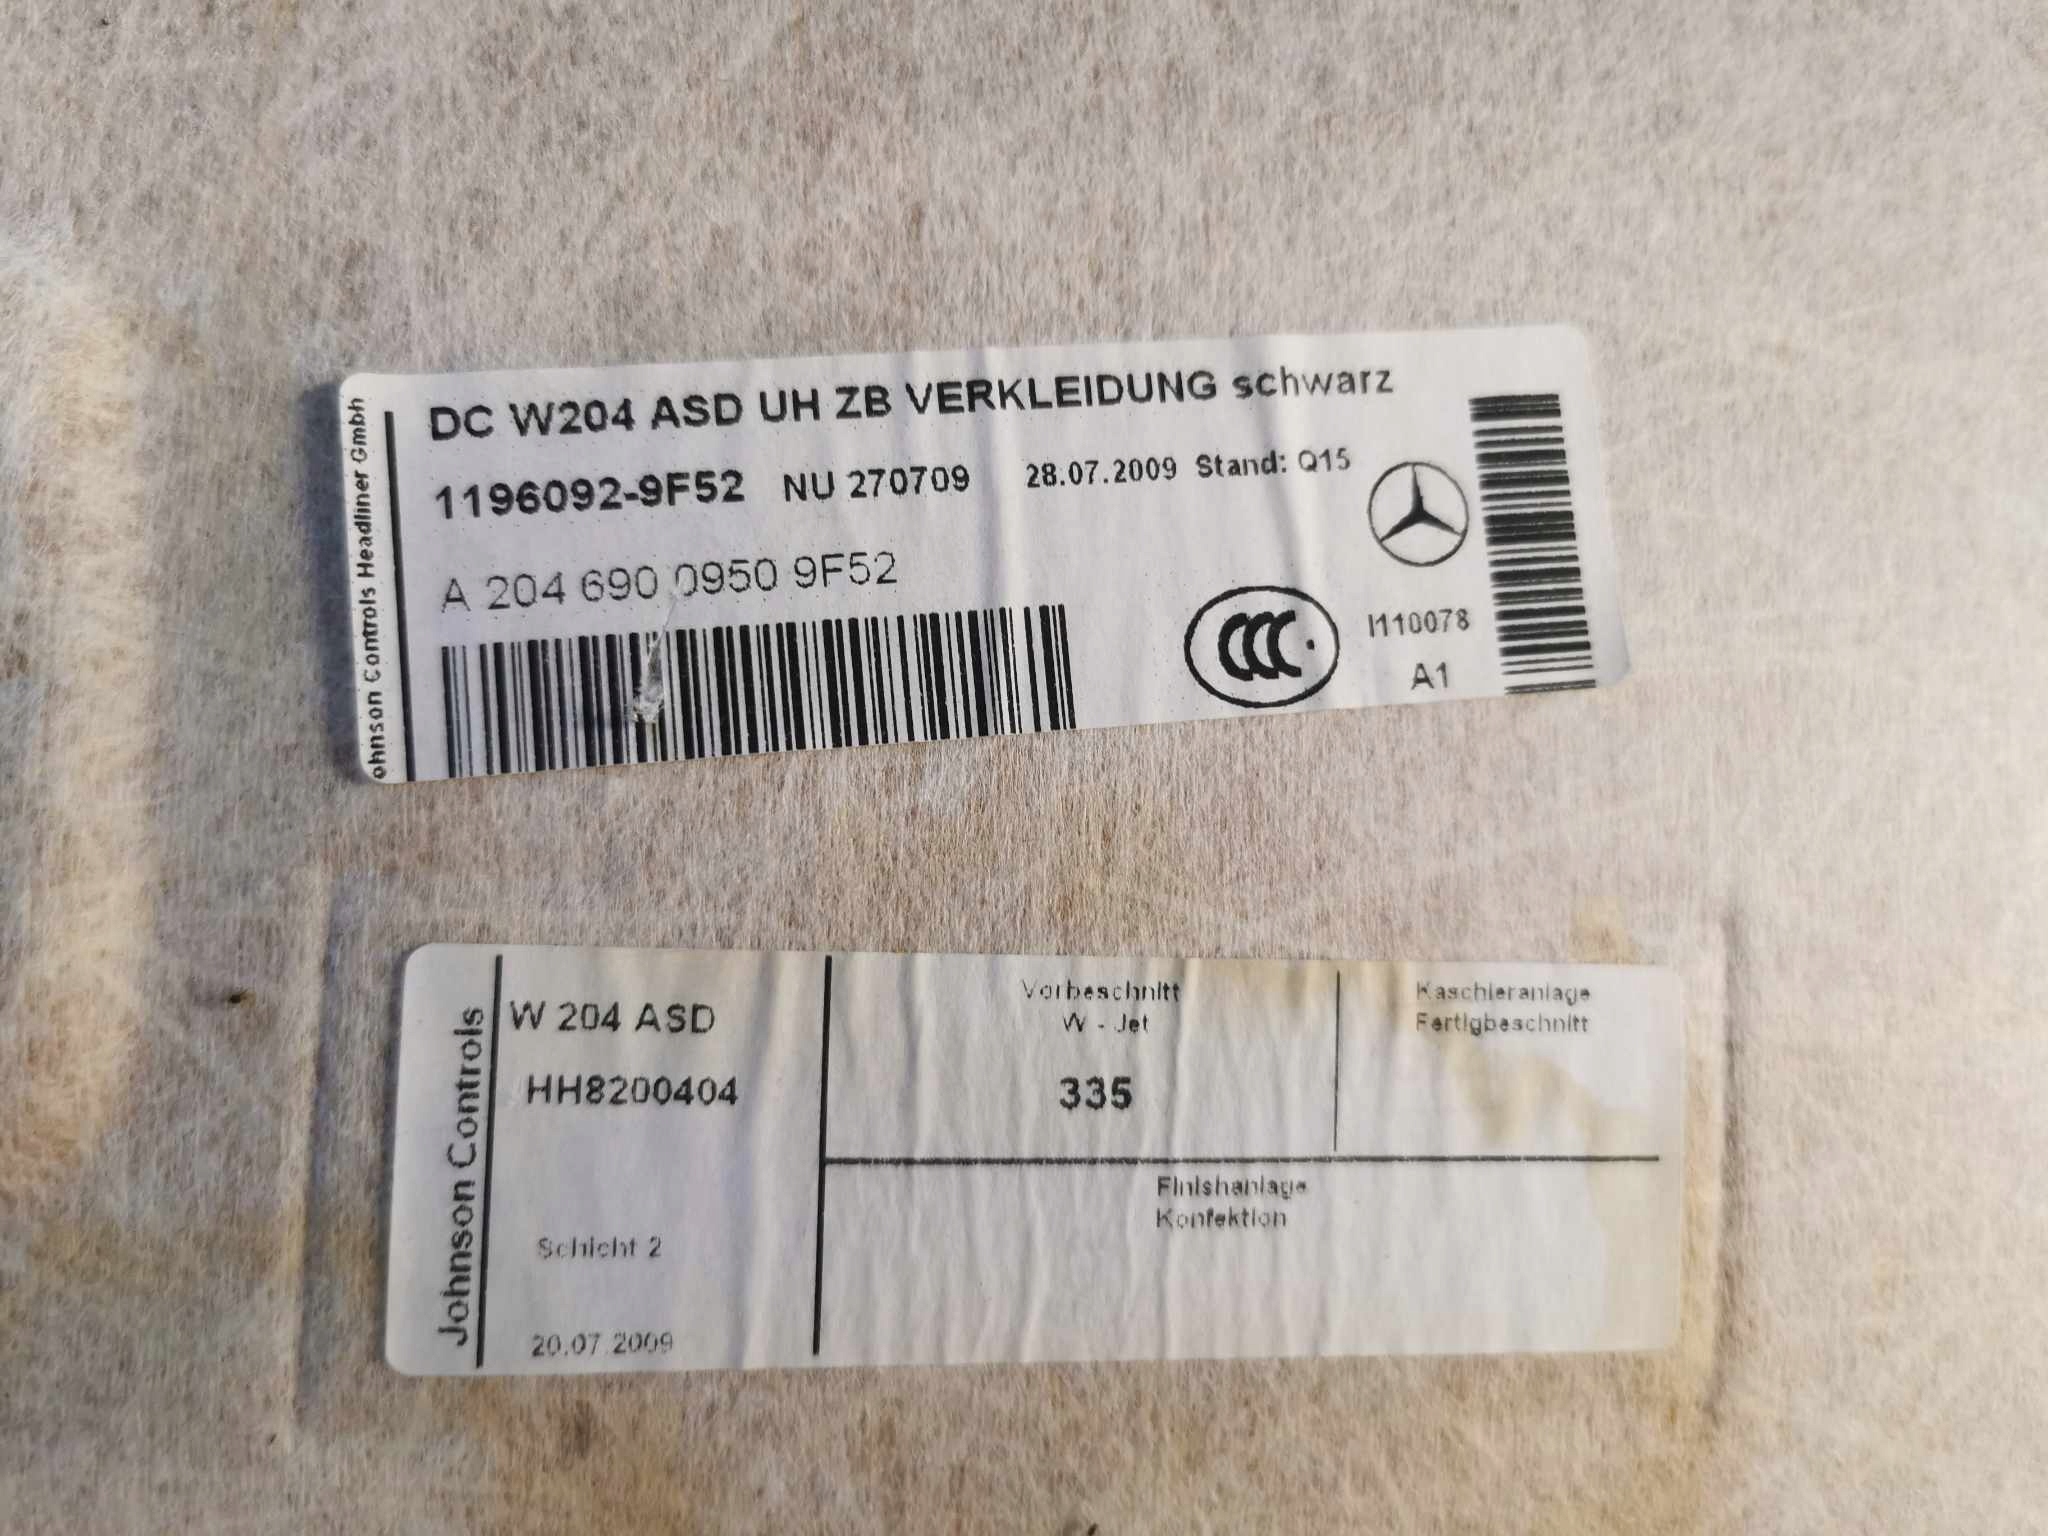 ohnson Controls Headliner Gmbh
DC W204 ASD UH ZB VERKLEIDUNG schwarz
1196092-9F52 NU 270709 28.07.2009 Stand: Q15
A 204 690 0950 9F52
CCC
I110078
A1
Johnson Controls
W 204 ASD
HH8200404
Schicht 2
20.07.2009
Vorbeschnitt
W - Jet
335
Kaschieranlage
Fertigbeschnitt
Finishanlage
Konfektion